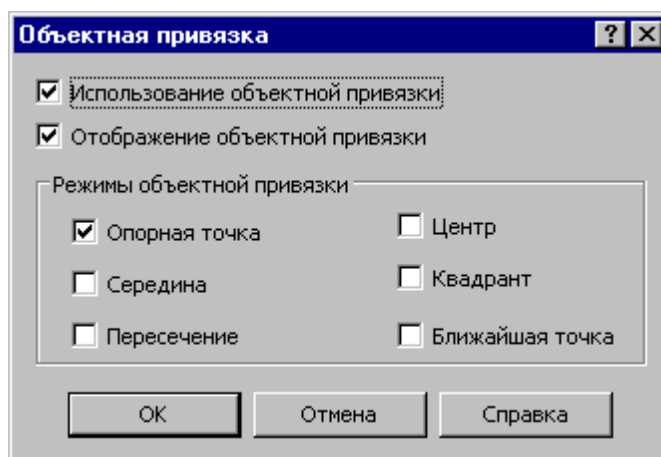 Объектная привязка
Использование объектной привязки
Отображение объектной привязки
Режимы объектной привязки
Опорная точка
Центр
Середина
Квадрант
Пересечение
Ближайшая точка
OK
Отмена
Справка